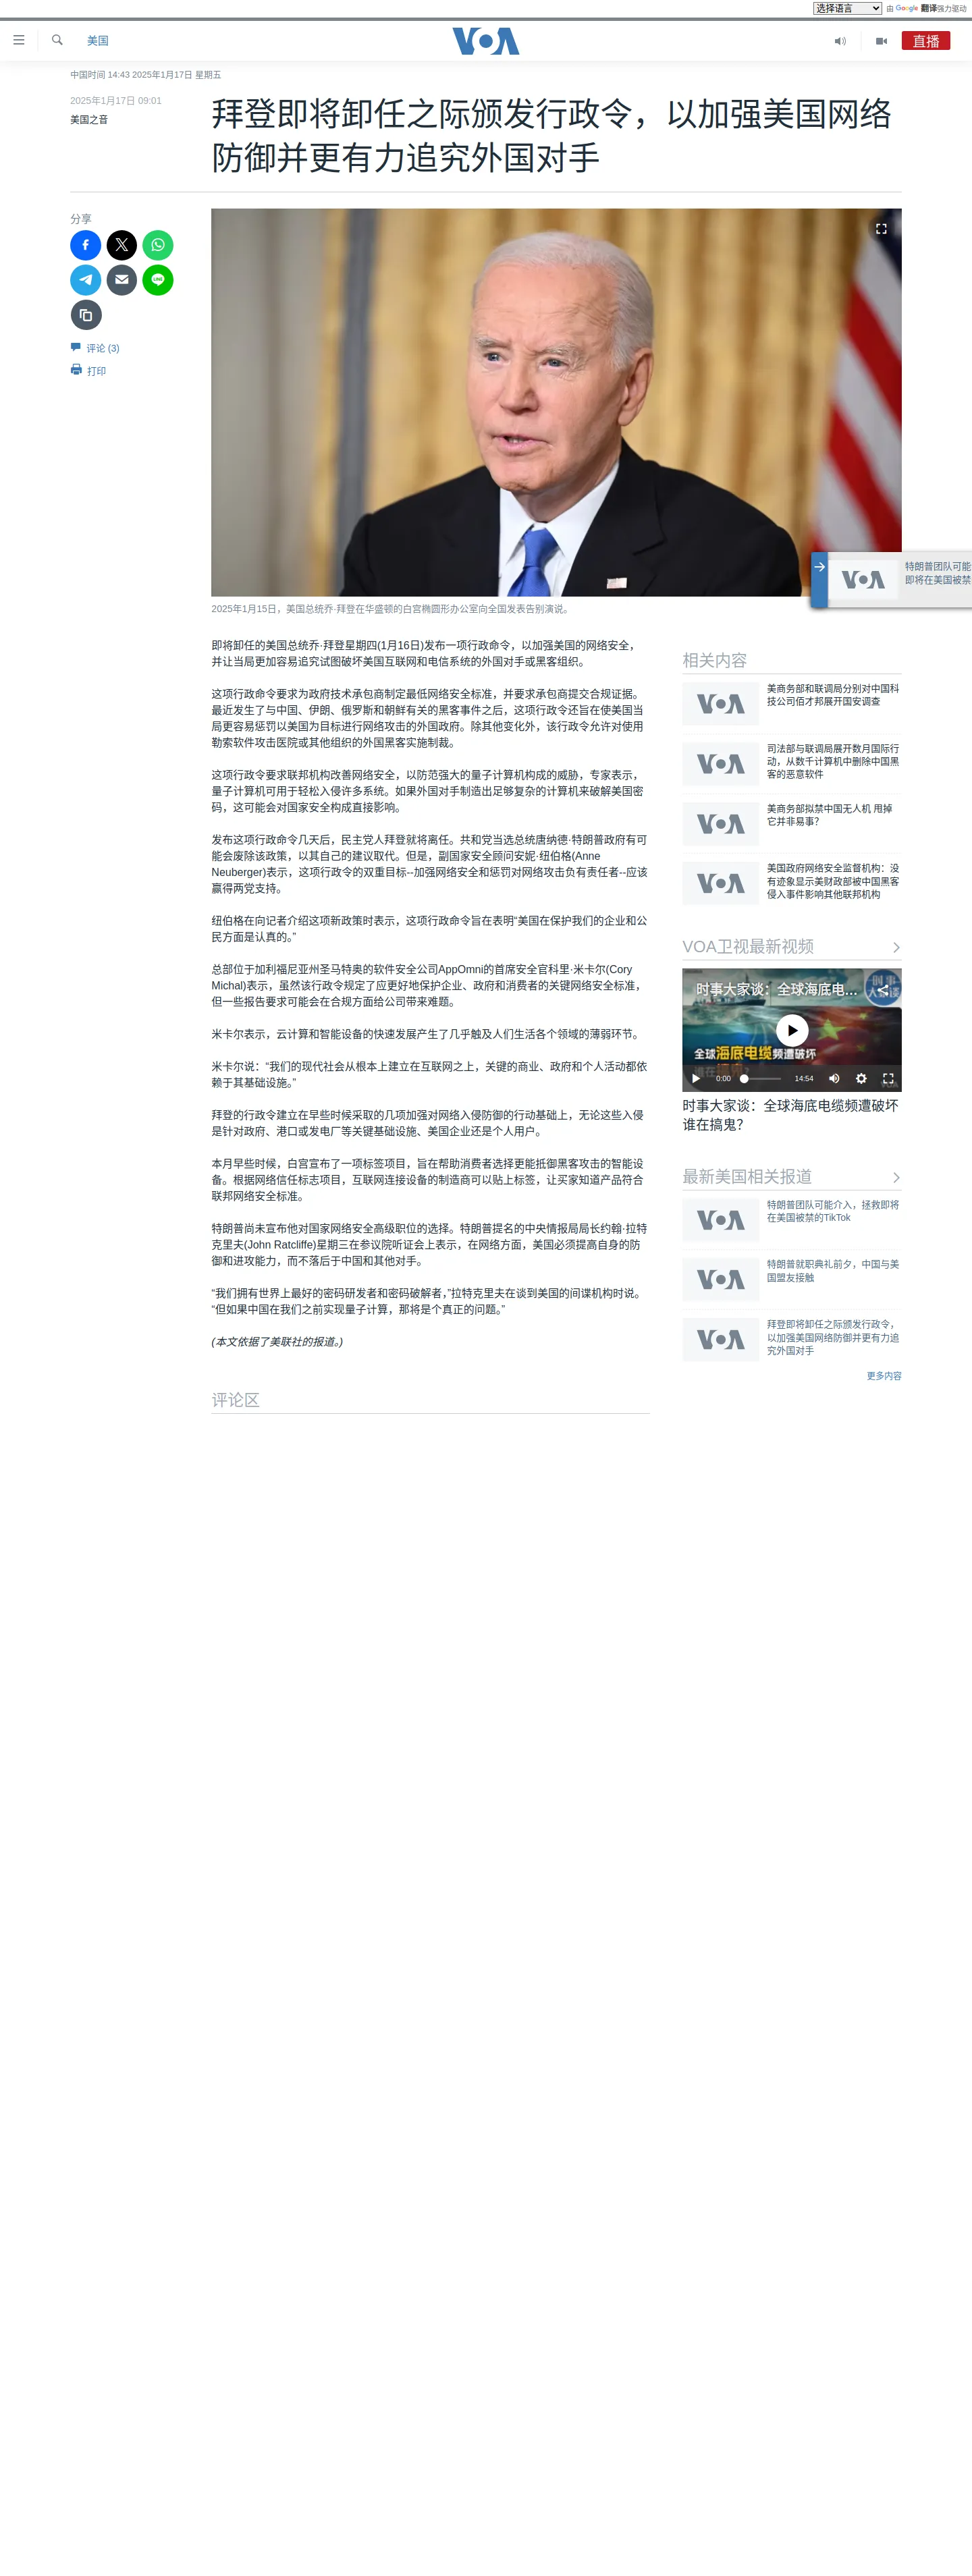 选择语言 由 Google 翻译强力驱动
美国
VOA
直播
中国时间 14:43 2025年1月17日 星期五
2025年1月17日 09:01
美国之音
拜登即将卸任之际颁发行政令，以加强美国网络
防御并更有力追究外国对手
分享
LINE
评论 (3)
打印
VOA
特朗普团队可能
即将在美国被禁
2025年1月15日，美国总统乔·拜登在华盛顿的白宫椭圆形办公室向全国发表告别演说。
即将卸任的美国总统乔·拜登星期四(1月16日)发布一项行政命令，以加强美国的网络安全，
并让当局更加容易追究试图破坏美国互联网和电信系统的外国对手或黑客组织。
这项行政命令要求为政府技术承包商制定最低网络安全标准，并要求承包商提交合规证据。
最近发生了与中国、伊朗、俄罗斯和朝鲜有关的黑客事件之后，这项行政令还旨在使美国当
局更容易惩罚以美国为目标进行网络攻击的外国政府。除其他变化外，该行政令允许对使用
勒索软件攻击医院或其他组织的外国黑客实施制裁。
这项行政令要求联邦机构改善网络安全，以防范强大的量子计算机构成的威胁，专家表示，
量子计算机可用于轻松入侵许多系统。如果外国对手制造出足够复杂的计算机来破解美国密
码，这可能会对国家安全构成直接影响。
发布这项行政命令几天后，民主党人拜登就将离任。共和党当选总统唐纳德·特朗普政府有可
能会废除该政策，以其自己的建议取代。但是，副国家安全顾问安妮·纽伯格(Anne
Neuberger)表示，这项行政令的双重目标--加强网络安全和惩罚对网络攻击负有责任者--应该
赢得两党支持。
纽伯格在向记者介绍这项新政策时表示，这项行政命令旨在表明“美国在保护我们的企业和公
民方面是认真的。”
总部位于加利福尼亚州圣马特奥的软件安全公司AppOmni的首席安全官科里·米卡尔(Cory
Michal)表示，虽然该行政令规定了应更好地保护企业、政府和消费者的关键网络安全标准，
但一些报告要求可能会在合规方面给公司带来难题。
米卡尔表示，云计算和智能设备的快速发展产生了几乎触及人们生活各个领域的薄弱环节。
米卡尔说：“我们的现代社会从根本上建立在互联网之上，关键的商业、政府和个人活动都依
赖于其基础设施。”
拜登的行政令建立在早些时候采取的几项加强对网络入侵防御的行动基础上，无论这些入侵
是针对政府、港口或发电厂等关键基础设施、美国企业还是个人用户。
本月早些时候，白宫宣布了一项标签项目，旨在帮助消费者选择更能抵御黑客攻击的智能设
备。根据网络信任标志项目，互联网连接设备的制造商可以贴上标签，让买家知道产品符合
联邦网络安全标准。
特朗普尚未宣布他对国家网络安全高级职位的选择。特朗普提名的中央情报局局长约翰·拉特
克里夫(John Ratcliffe)星期三在参议院听证会上表示，在网络方面，美国必须提高自身的防
御和进攻能力，而不落后于中国和其他对手。
“我们拥有世界上最好的密码研发者和密码破解者，”拉特克里夫在谈到美国的间谍机构时说。
“但如果中国在我们之前实现量子计算，那将是个真正的问题。”
(本文依据了美联社的报道。)
评论区
相关内容
VOA
美商务部和联调局分别对中国科
技公司佰才邦展开国安调查
VOA
司法部与联调局展开数月国际行
动，从数千计算机中删除中国黑
客的恶意软件
VOA
美商务部拟禁中国无人机 甩掉
它并非易事？
VOA
美国政府网络安全监督机构：没
有迹象显示美财政部被中国黑客
侵入事件影响其他联邦机构
VOA卫视最新视频
时事大家谈：全球海底电...
时事
全球海底电缆频遭破坏
0:00
14:54
时事大家谈：全球海底电缆频遭破坏
谁在搞鬼？
最新美国相关报道
VOA
特朗普团队可能介入，拯救即将
在美国被禁的TikTok
VOA
特朗普就职典礼前夕，中国与美
国盟友接触
VOA
拜登即将卸任之际颁发行政令，
以加强美国网络防御并更有力追
究外国对手
更多内容